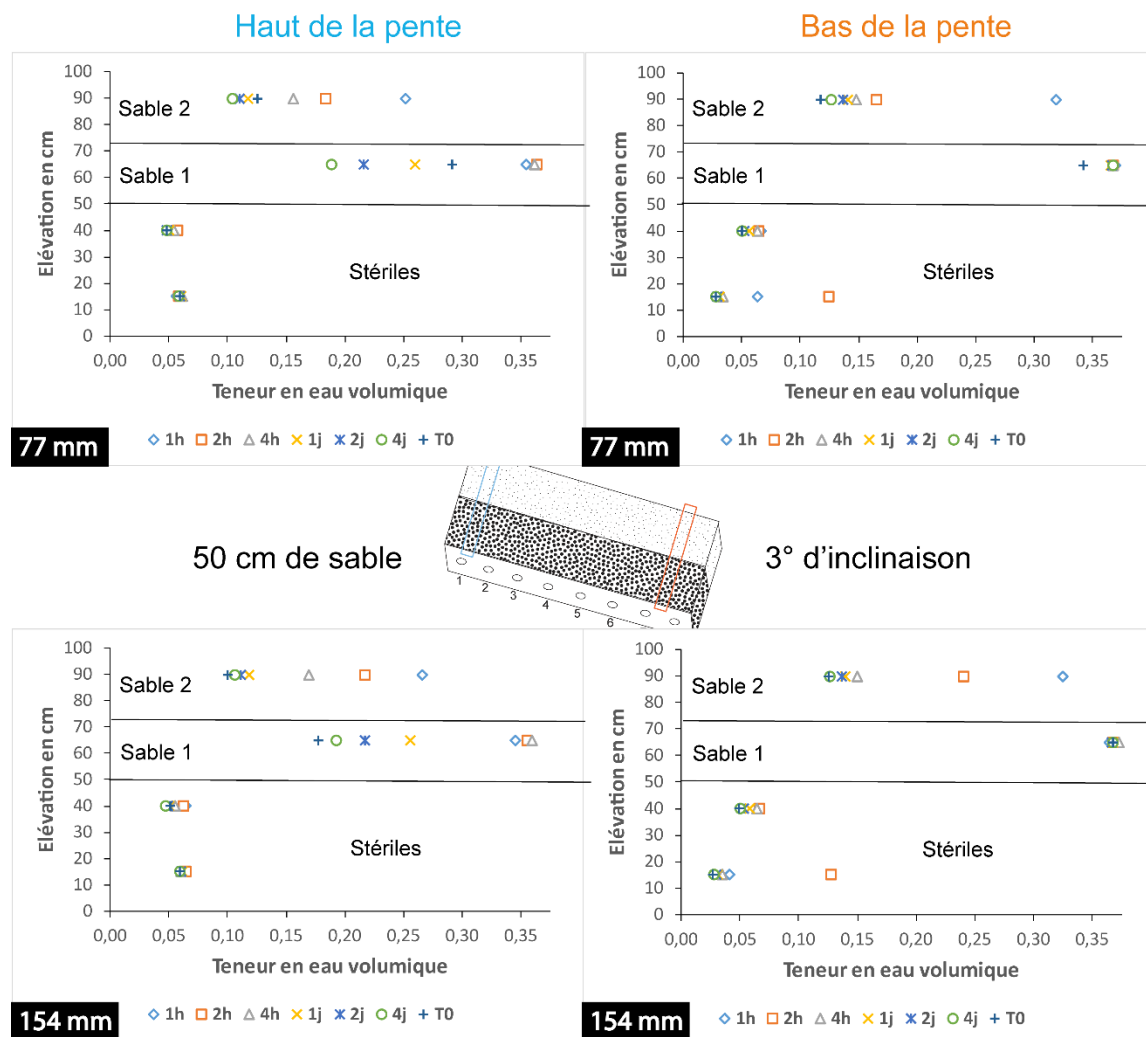 Haut de la pente
Bas de la pente
Elévation en cm
100
90
80
70
60
50
40
30
20
10
0
Sable 2
Sable 1
Stériles
0,00 0,05 0,10 0,15 0,20 0,25 0,30 0,35
Teneur en eau volumique
77 mm
1h 2h 4h 1j 2j 4j T0
Elévation en cm
100
90
80
70
60
50
40
30
20
10
0
Sable 2
Sable 1
Stériles
0,00 0,05 0,10 0,15 0,20 0,25 0,30 0,35
Teneur en eau volumique
77 mm
1h 2h 4h 1j 2j 4j T0
50 cm de sable
1 2 3 4 5 6
3° d’inclinaison
Elévation en cm
100
90
80
70
60
50
40
30
20
10
0
Sable 2
Sable 1
Stériles
0,00 0,05 0,10 0,15 0,20 0,25 0,30 0,35
Teneur en eau volumique
154 mm
1h 2h 4h 1j 2j 4j T0
Elévation en cm
100
90
80
70
60
50
40
30
20
10
0
Sable 2
Sable 1
Stériles
0,00 0,05 0,10 0,15 0,20 0,25 0,30 0,35
Teneur en eau volumique
154 mm
1h 2h 4h 1j 2j 4j T0